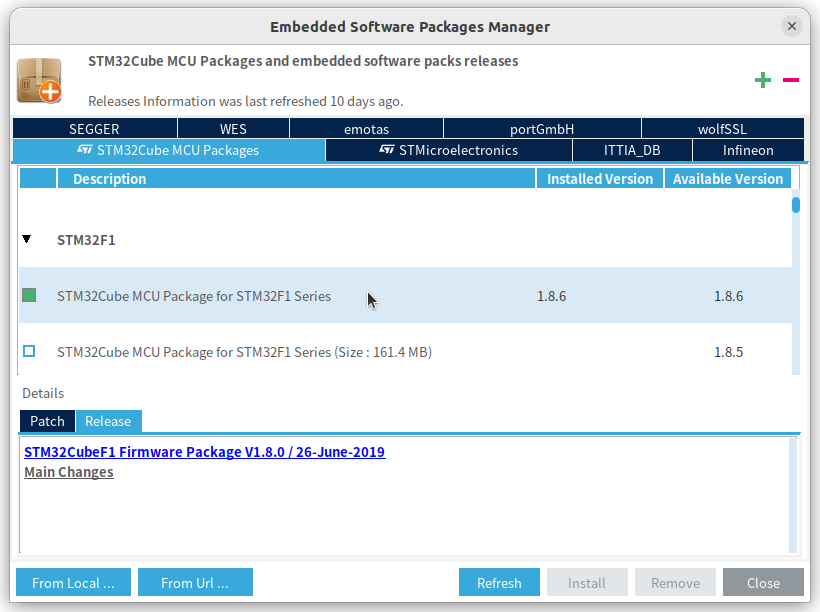 Embedded Software Packages Manager
STM32Cube MCU Packages and embedded software packs releases
Releases Information was last refreshed 10 days ago.
SEGGER WES emotas portGmbH wolfSSL
STM32Cube MCU Packages STMicroelectronics ITTIA_DB Infineon
Description Installed Version Available Version
STM32F1
STM32Cube MCU Package for STM32F1 Series 1.8.6 1.8.6
STM32Cube MCU Package for STM32F1 Series (Size : 161.4 MB) 1.8.5
Details
Patch Release
STM32CubeF1 Firmware Package V1.8.0 / 26-June-2019
Main Changes
From Local ... From Url ... Refresh Install Remove Close